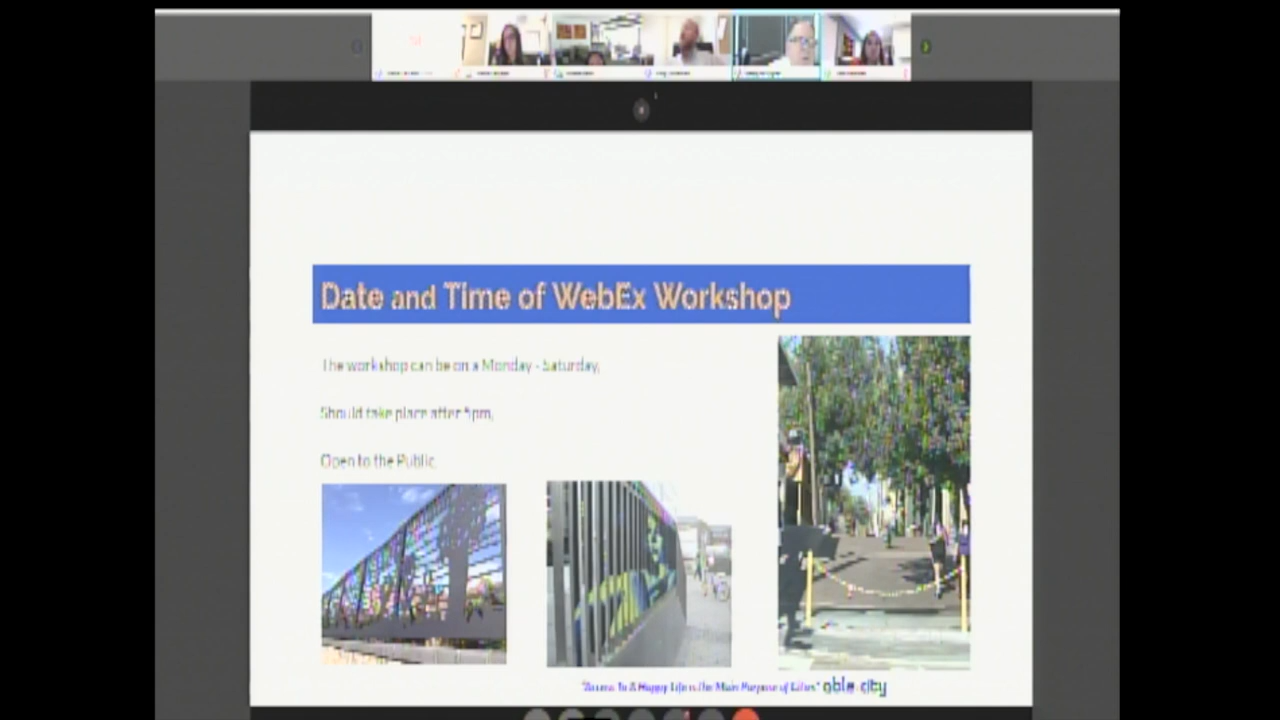 Date and Time of WebEx Workshop
The workshop can be on a Monday - Saturday,
Should take place after 5pm,
Open to the Public.
"Access To A Happy Life is The Main Purpose of Cities" able city